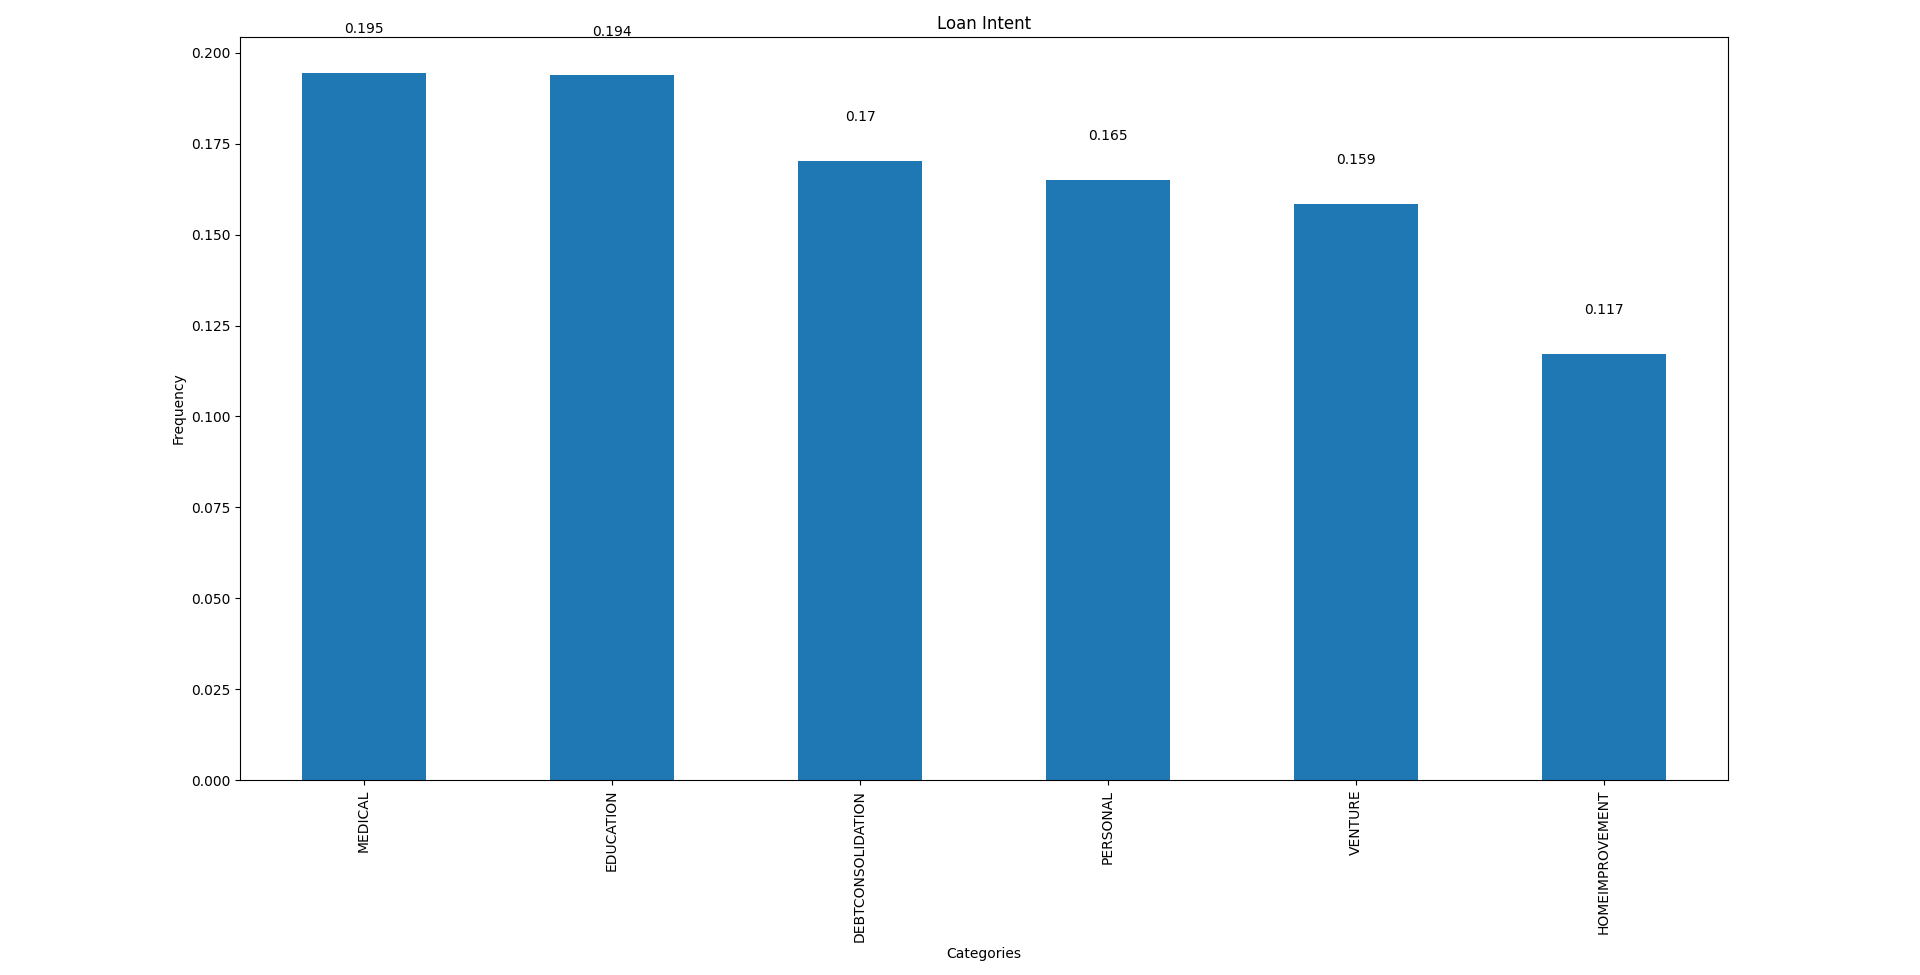 Loan Intent
0.195
0.194
0.17
0.165
0.159
0.117
0.200
0.175
0.150
0.125
0.100
0.075
0.050
0.025
0.000
Frequency
MEDICAL
EDUCATION
DEBTCONSOLIDATION
PERSONAL
VENTURE
HOMEIMPROVEMENT
Categories